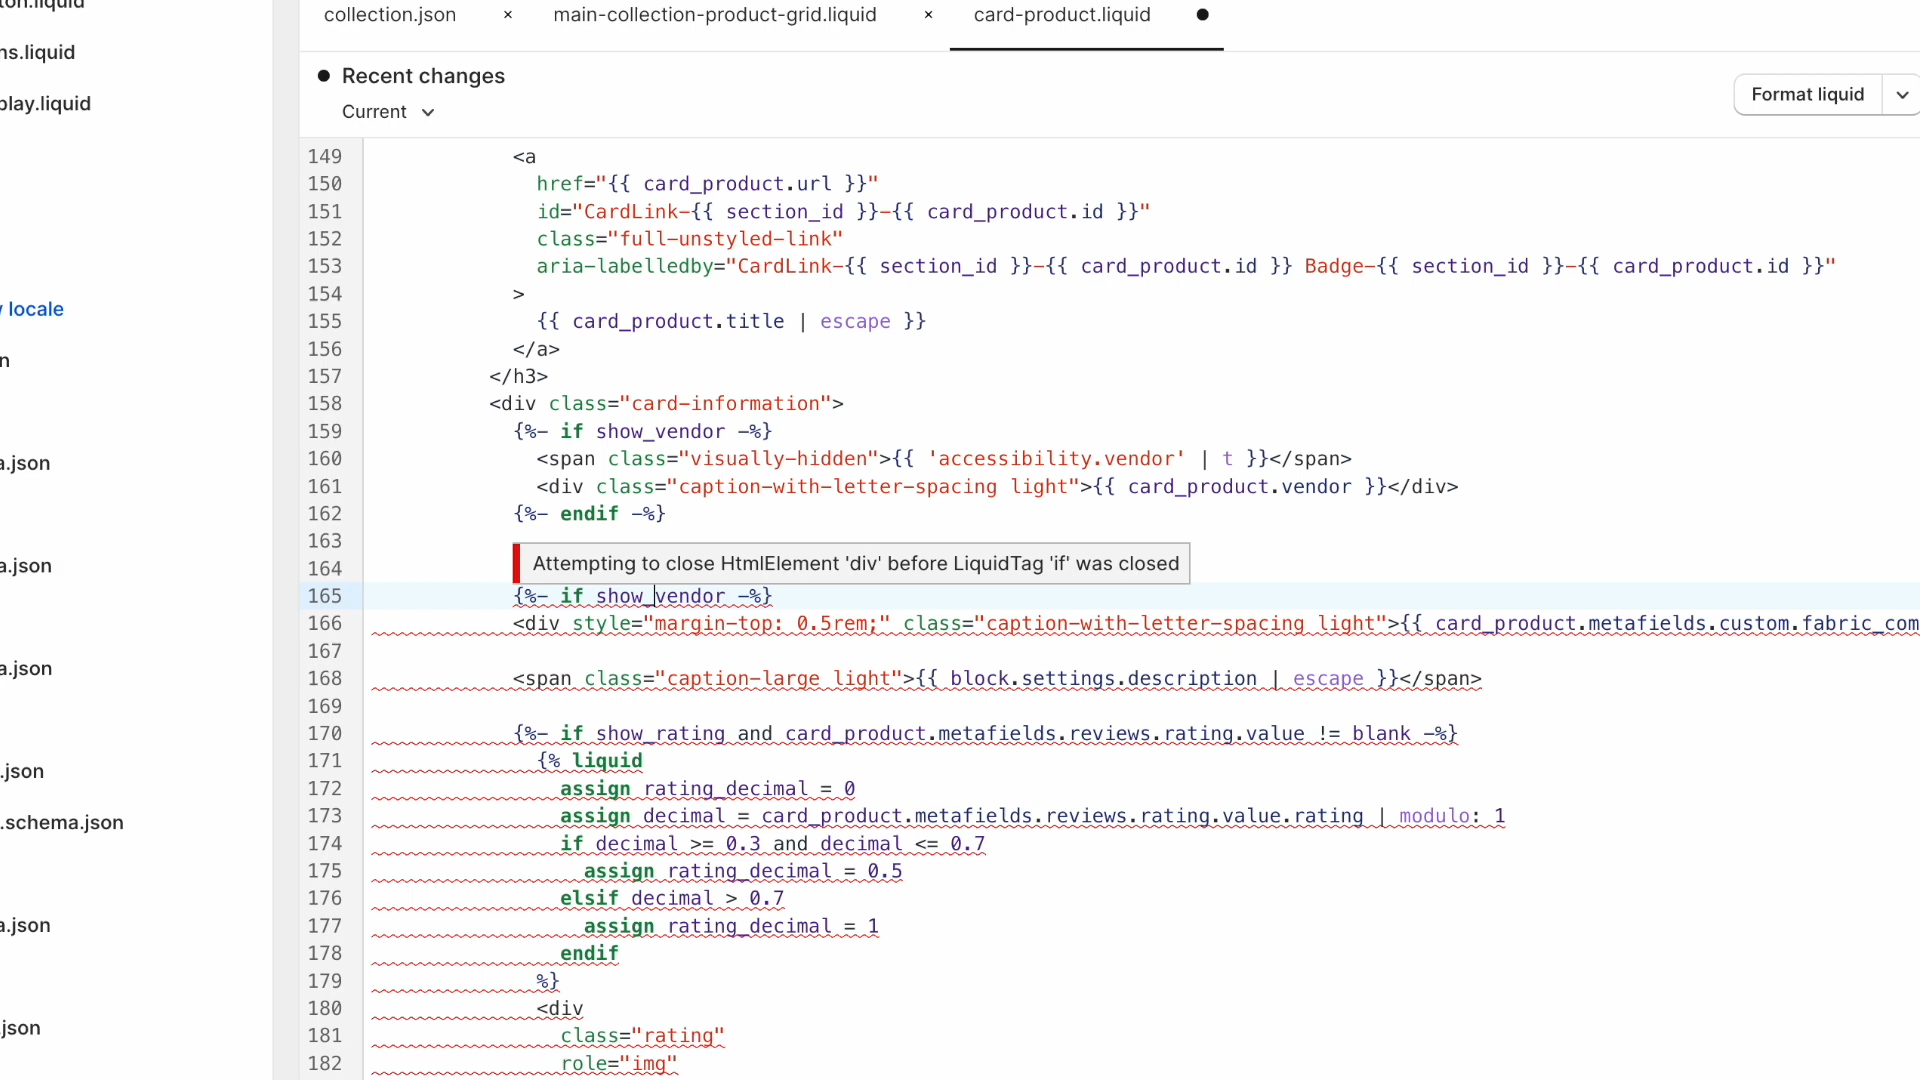 ns.liquid
play.liquid
locale
a.json
a.json
a.json
.json
.schema.json
a.json
json
collection.json ×
main-collection-product-grid.liquid ×
card-product.liquid
Recent changes
Current
Format liquid
149 <a
150 href="{{ card_product.url }}"
151 id="CardLink-{{ section_id }}-{{ card_product.id }}"
152 class="full-unstyled-link"
153 aria-labelledby="CardLink-{{ section_id }}-{{ card_product.id }} Badge-{{ section_id }}-{{ card_product.id }}"
154 >
155 {{ card_product.title | escape }}
156 </a>
157 </h3>
158 <div class="card-information">
159 {%- if show_vendor -%}
160 <span class="visually-hidden">{{ 'accessibility.vendor' | t }}</span>
161 <div class="caption-with-letter-spacing light">{{ card_product.vendor }}</div>
162 {%- endif -%}
163
164
Attempting to close HtmlElement 'div' before LiquidTag 'if' was closed
165 {%- if show_vendor -%}
166 <div style="margin-top: 0.5rem;" class="caption-with-letter-spacing light">{{ card_product.metafields.custom.fabric_com
167
168 <span class="caption-large light">{{ block.settings.description | escape }}</span>
169
170 {%- if show_rating and card_product.metafields.reviews.rating.value != blank -%}
171 {% liquid
172 assign rating_decimal = 0
173 assign decimal = card_product.metafields.reviews.rating.value.rating | modulo: 1
174 if decimal >= 0.3 and decimal <= 0.7
175 assign rating_decimal = 0.5
176 elsif decimal > 0.7
177 assign rating_decimal = 1
178 endif
179 %}
180 <div
181 class="rating"
182 role="img"